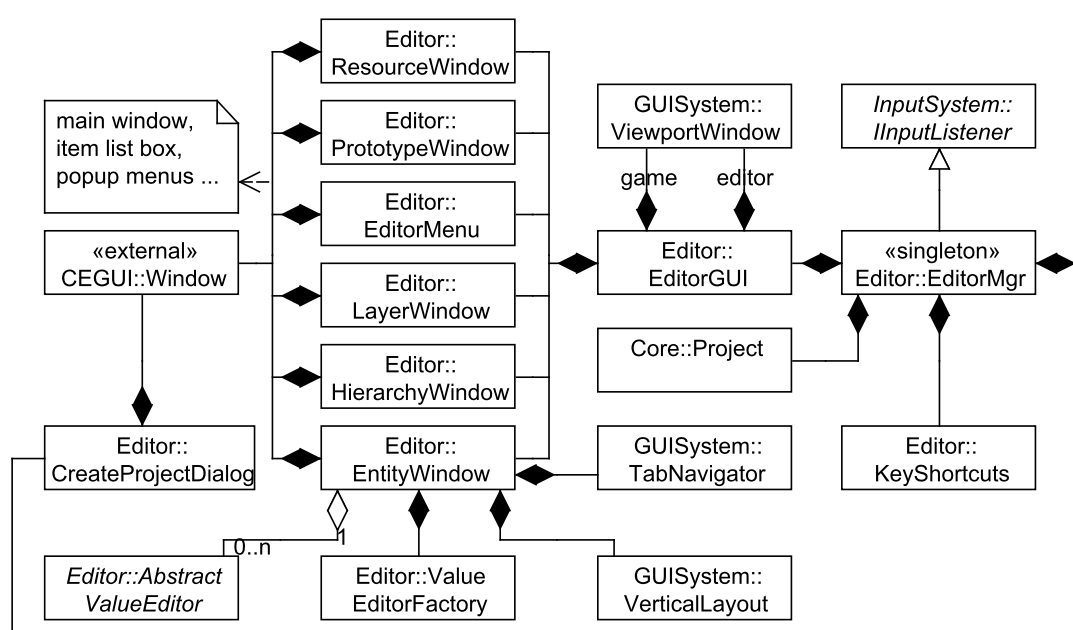 Editor::
ResourceWindow
main window,
item list box,
popup menus ...
Editor::
PrototypeWindow
GUISystem::
ViewportWindow
InputSystem::
IInputListener
game
editor
Editor::
EditorMenu
«external»
CEGUI::Window
Editor::
EditorGUI
«singleton»
Editor::EditorMgr
Editor::
LayerWindow
Core::Project
Editor::
HierarchyWindow
Editor::
CreateProjectDialog
Editor::
EntityWindow
GUISystem::
TabNavigator
Editor::
KeyShortcuts
0..n
1
Editor::Abstract
ValueEditor
Editor::Value
EditorFactory
GUISystem::
VerticalLayout